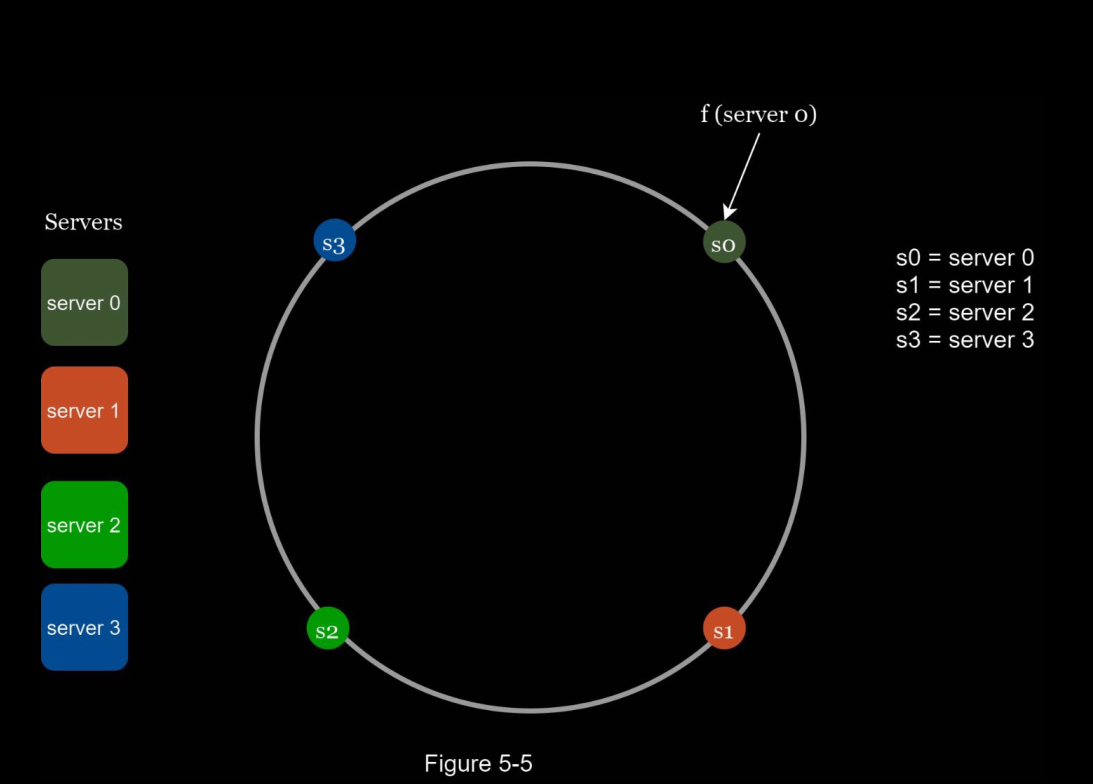 f (server 0)
Servers
s3
s0
server 0
s0 = server 0
s1 = server 1
s2 = server 2
s3 = server 3
server 1
server 2
server 3
s2
s1
Figure 5-5